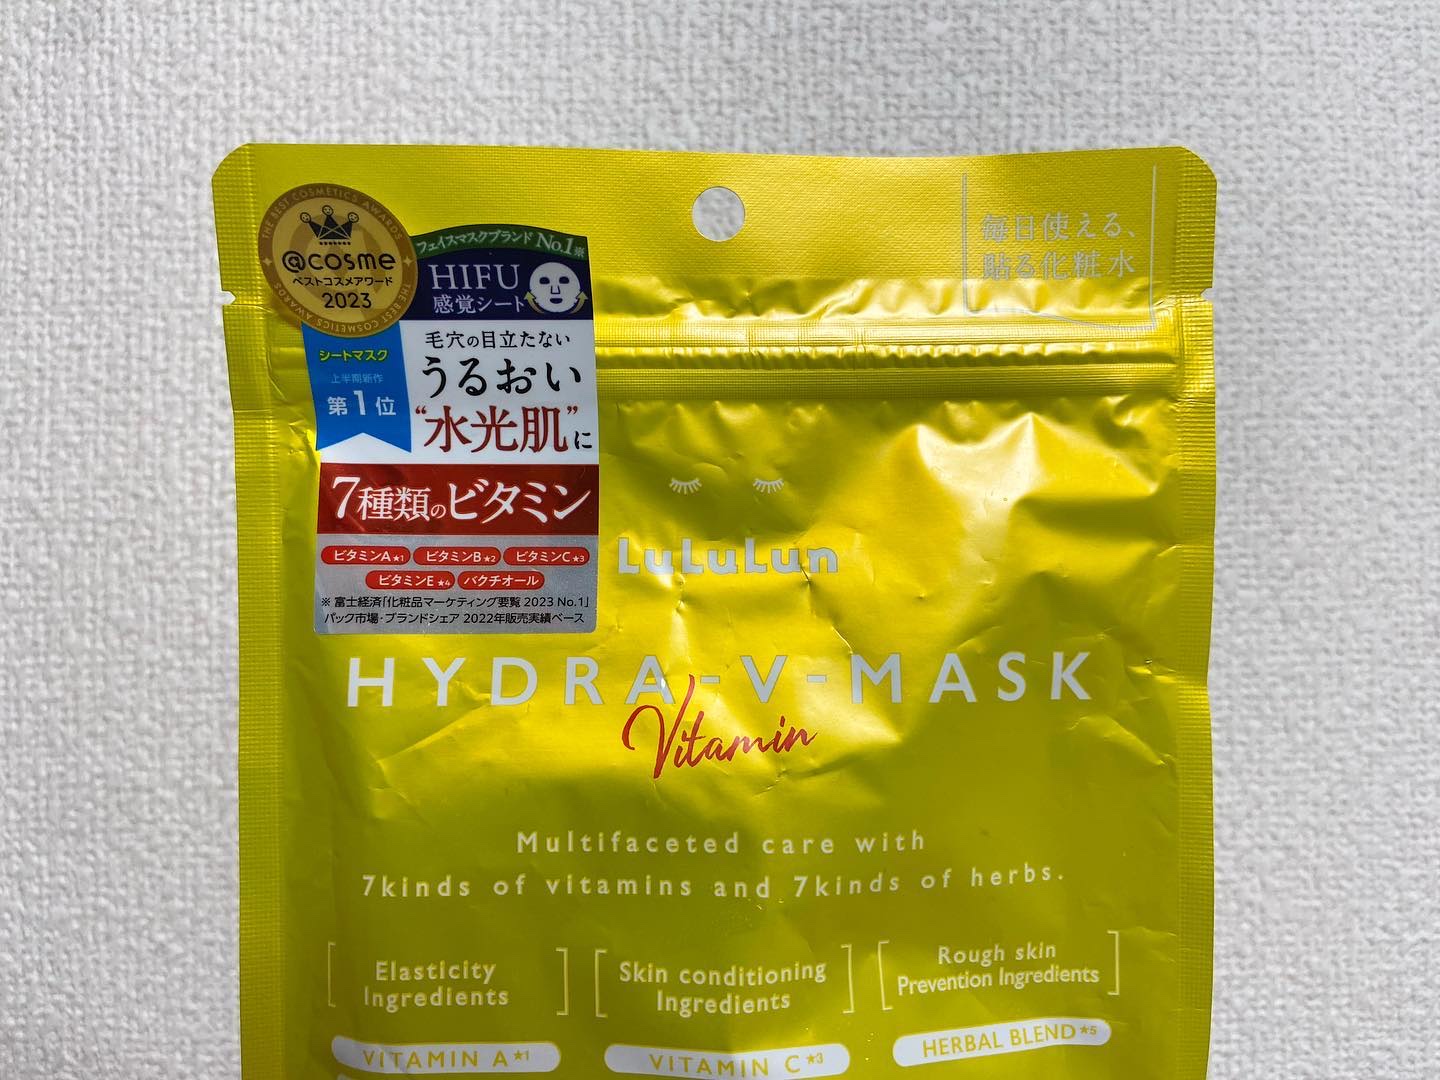 THE BEST COSMETICS AWARDS
@cosme
ベストコスメアワード
2023
THE BEST COSMETICS AWARDS
シートマスク
上半期新作
第1位
フェイスマスクブランド No.1※
HIFU
感覚シート
毛穴の目立たない
うるおい
“水光肌”に
7種類のビタミン
ビタミンA★1 ビタミンB★2 ビタミンC★3
ビタミンE★4 バクチオール
※ 富士経済「化粧品マーケティング要覧 2023 No.1」
パック市場・ブランドシェア 2022年販売実績ベース
毎日使える、
貼る化粧水
LuLuLun
HYDRA-V-MASK
Vitamin
Multifaceted care with
7kinds of vitamins and 7kinds of herbs.
Elasticity
Ingredients
VITAMIN A★1
Skin conditioning
Ingredients
VITAMIN C★3
Rough skin
Prevention Ingredients
HERBAL BLEND★5